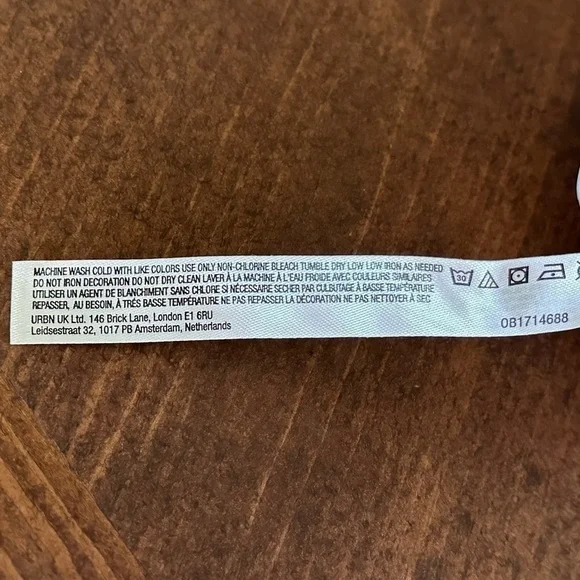 MACHINE WASH COLD WITH LIKE COLORS USE ONLY NON-CHLORINE BLEACH TUMBLE DRY LOW LOW IRON AS NEEDED
DO NOT IRON DECORATION DO NOT DRY CLEAN LAVER À LA MACHINE À L'EAU FROIDE AVEC COULEURS SIMILAIRES
UTILISER UN AGENT DE BLANCHIMENT SANS CHLORE SI NÉCESSAIRE SECHER PAR CULBUTAGE À BASSE TEMPÉRATURE
REPASSER, AU BESOIN, À TRÉS BASSE TEMPÉRATURE NE PAS REPASSER LA DÉCORATION NE PAS NETTOYER À SEC
URBN UK Ltd. 146 Brick Lane, London E1 6RU
Leidsestraat 32, 1017 PB Amsterdam, Netherlands
30
081714688